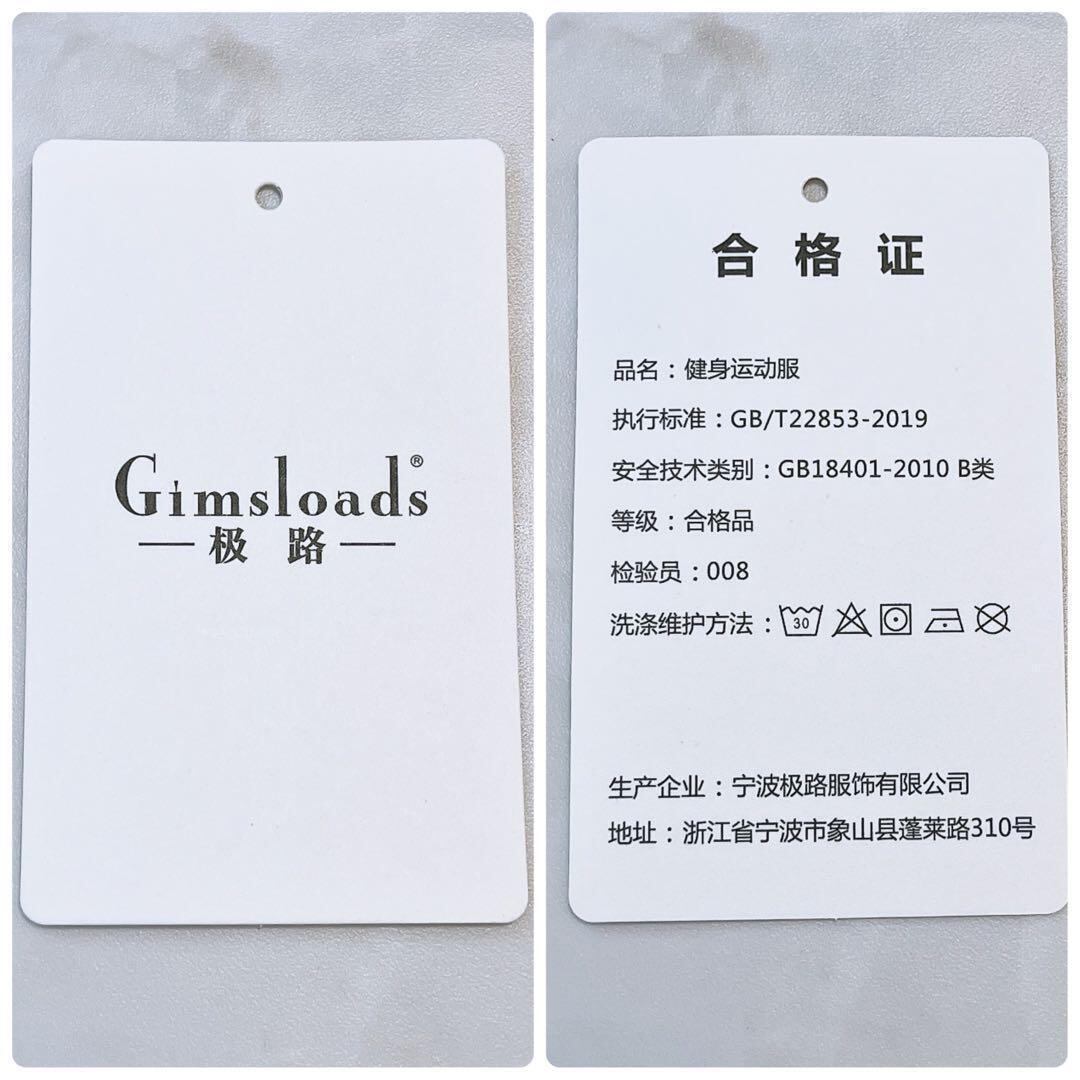 Gimsloads®
极 路
合格证
品名：健身运动服
执行标准：GB/T22853-2019
安全技术类别：GB18401-2010 B类
等级：合格品
检验员：008
洗涤维护方法：
30
生产企业：宁波极路服饰有限公司
地址：浙江省宁波市象山县蓬莱路310号